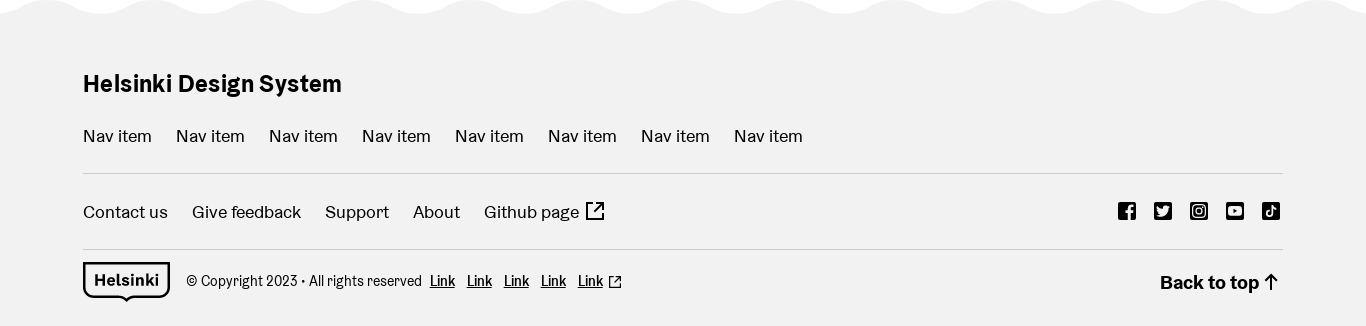 Helsinki Design System
Nav item Nav item Nav item Nav item Nav item Nav item Nav item Nav item
Contact us Give feedback Support About Github page
Helsinki © Copyright 2023 • All rights reserved Link Link Link Link Link Back to top